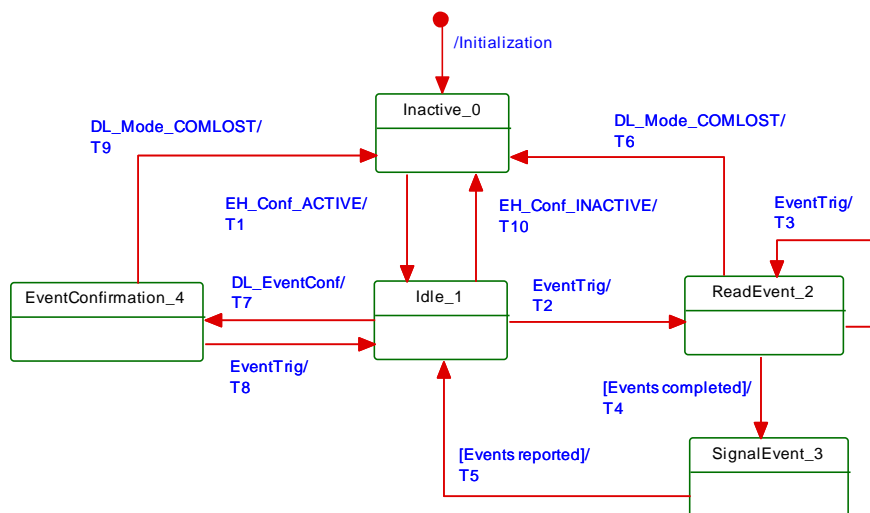 /Initialization
Inactive_0
DL_Mode_COMLOST/
T9
DL_Mode_COMLOST/
T6
EH_Conf_ACTIVE/
T1
EH_Conf_INACTIVE/
T10
EventTrig/
T3
EventConfirmation_4
DL_EventConf/
T7
Idle_1
EventTrig/
T2
ReadEvent_2
EventTrig/
T8
[Events completed]/
T4
[Events reported]/
T5
SignalEvent_3